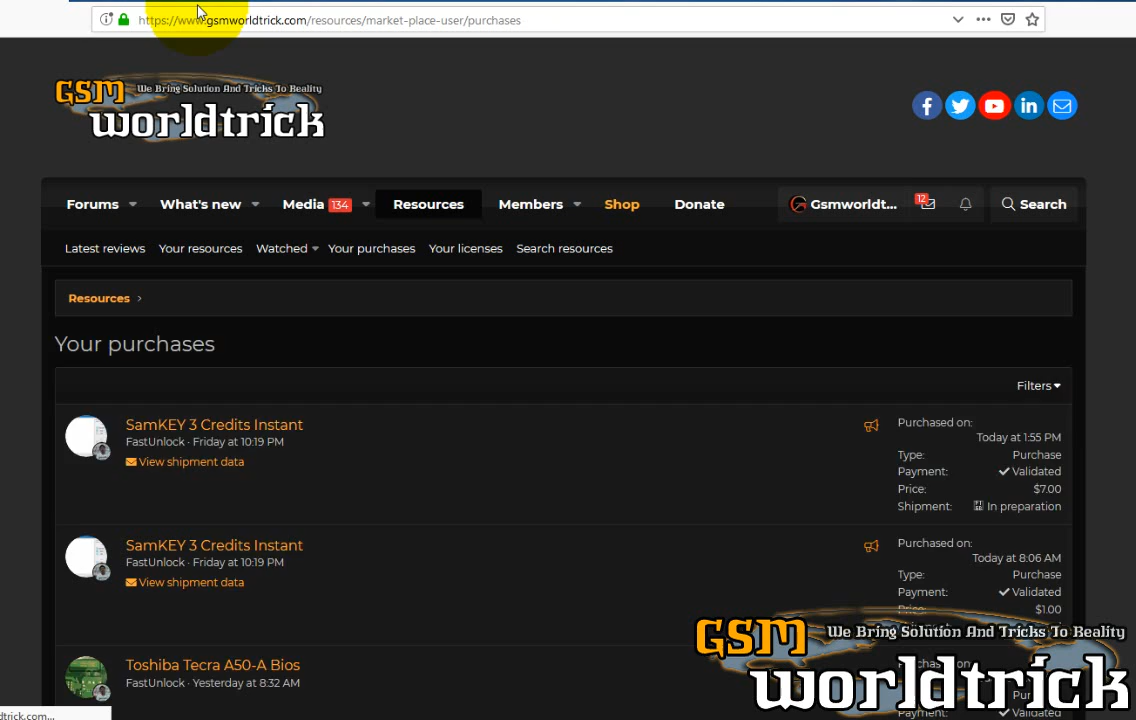 https://www.gsmworldtrick.com/resources/market-place-user/purchases
GSM We Bring Solution And Tricks To Reality
worldtrick
Forums What's new Media 134 Resources Members Shop Donate Gsmworldt... 12 Search
Latest reviews Your resources Watched Your purchases Your licenses Search resources
Resources
Your purchases
Filters
SamKEY 3 Credits Instant
FastUnlock · Friday at 10:19 PM
View shipment data
Purchased on:
Today at 1:55 PM
Type: Purchase
Payment: Validated
Price: $7.00
Shipment: In preparation
SamKEY 3 Credits Instant
FastUnlock · Friday at 10:19 PM
View shipment data
Purchased on:
Today at 8:06 AM
Type: Purchase
Payment: Validated
Price: $1.00
Toshiba Tecra A50-A Bios
FastUnlock · Yesterday at 8:32 AM
GSM We Bring Solution And Tricks To Reality
worldtrick
dtrick.com...